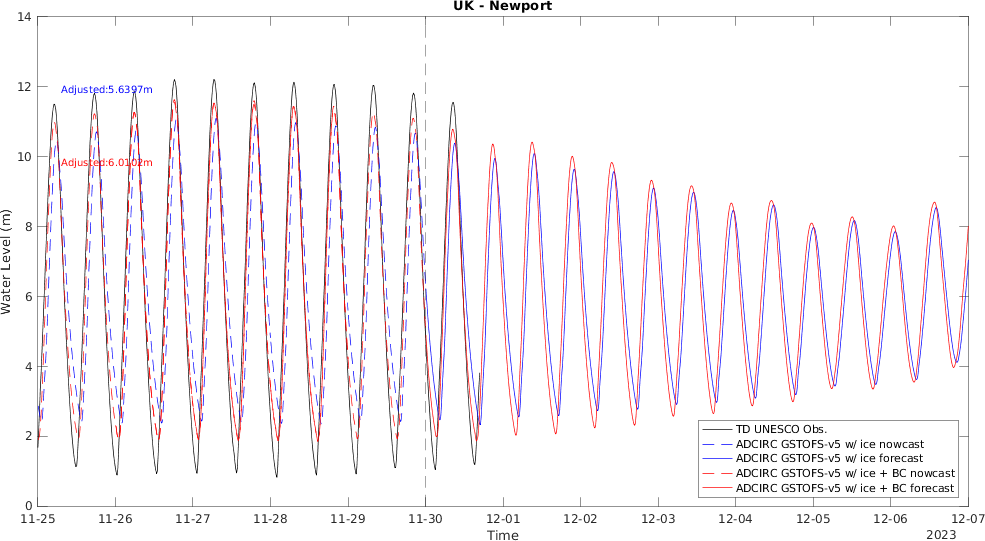 UK - Newport
14
12
10
8
6
4
2
0
Water Level (m)
Adjusted:5.6397m
Adjusted:6.0102m
TD UNESCO Obs.
ADCIRC GSTOFS-v5 w/ ice nowcast
ADCIRC GSTOFS-v5 w/ ice forecast
ADCIRC GSTOFS-v5 w/ ice + BC nowcast
ADCIRC GSTOFS-v5 w/ ice + BC forecast
11-25 11-26 11-27 11-28 11-29 11-30 12-01 12-02 12-03 12-04 12-05 12-06 12-07
Time
2023